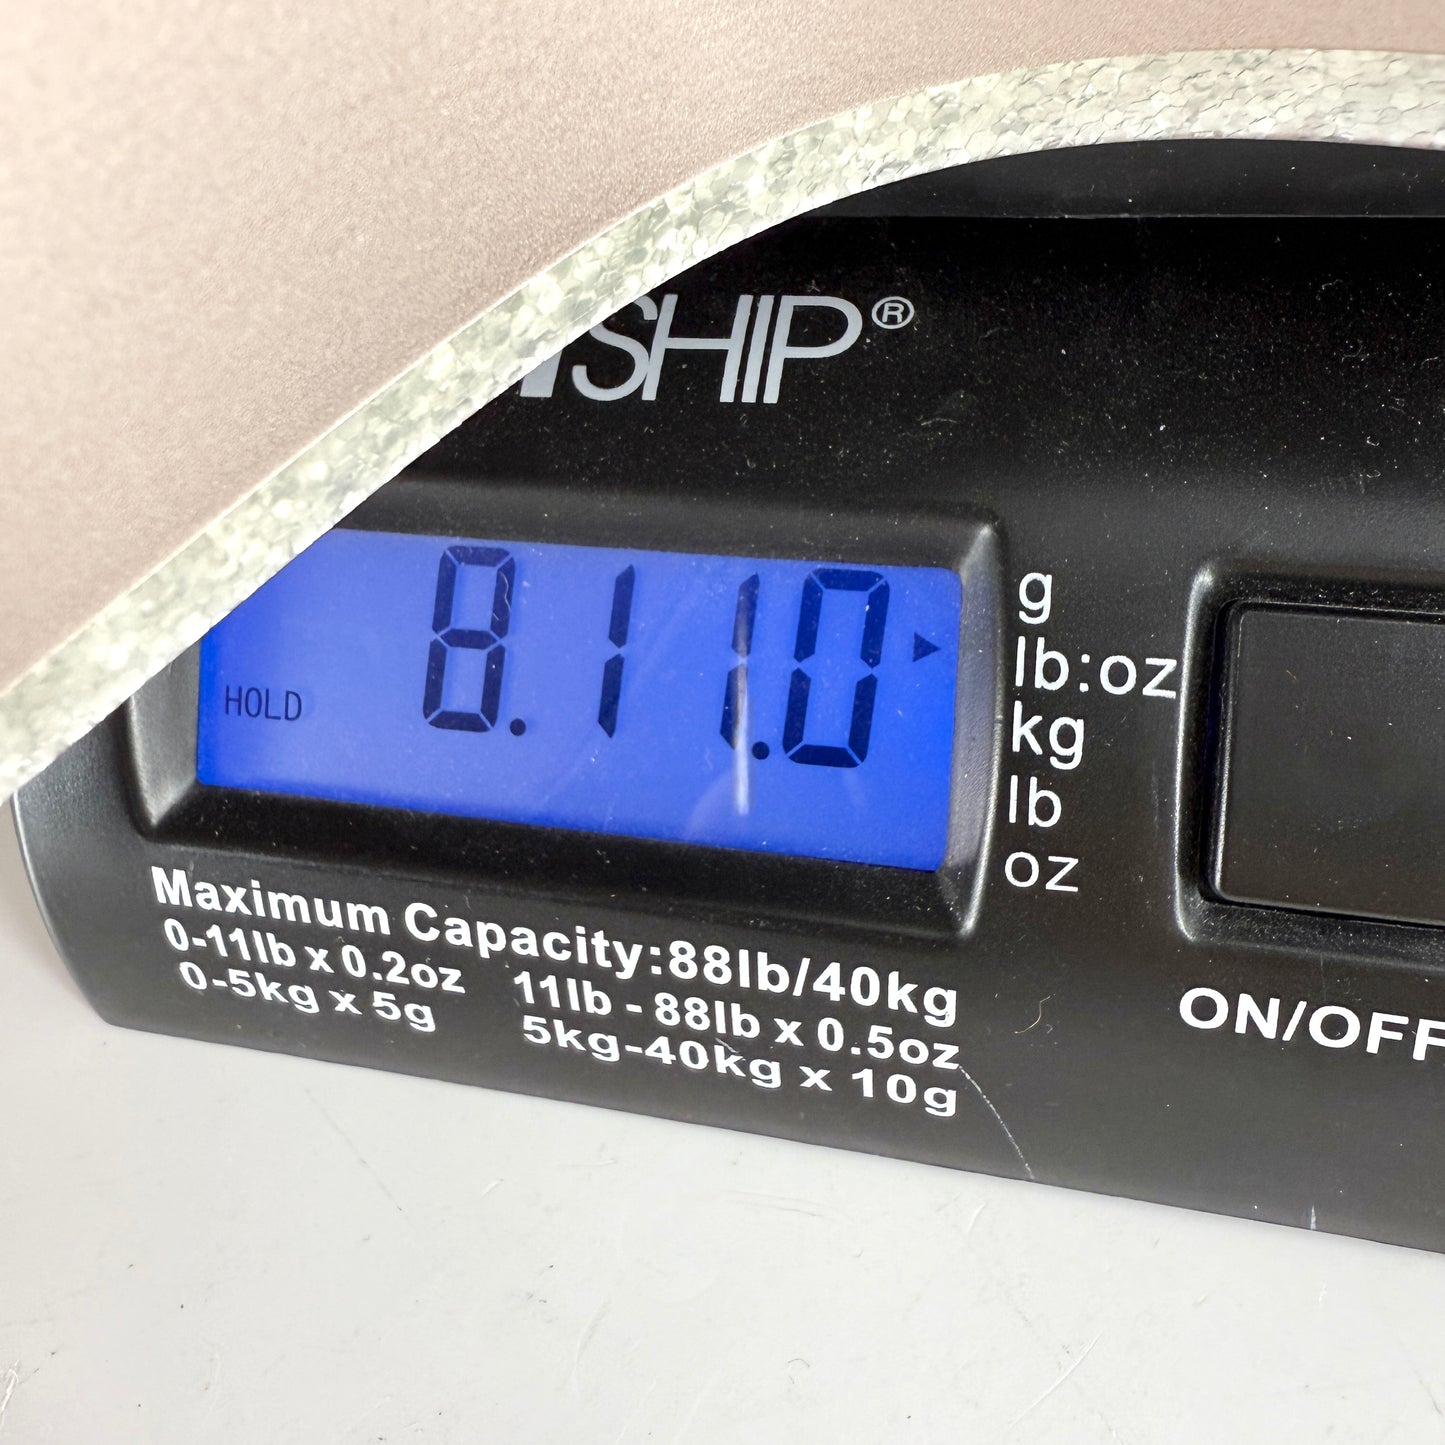 SHIP®
HOLD
8.11.0
g
lb:oz
kg
lb
oz
Maximum Capacity:88lb/40kg
0-11lb x 0.2oz 11lb - 88lb x 0.5oz
0-5kg x 5g 5kg-40kg x 10g
ON/OFF